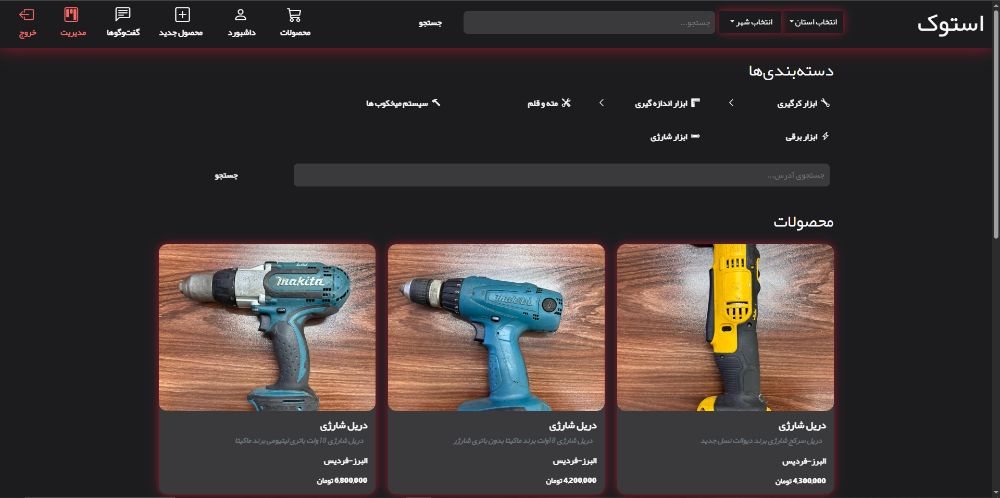 استوک
انتخاب استان
انتخاب شهر
جستجو...
جستجو
محصولات
داشبورد
محصول جدید
گفت‌وگوها
مدیریت
خروج
دسته‌بندی‌ها
ابزار کرگیری
ابزار اندازه گیری
مته و قلم
سیستم میخکوب ها
ابزار برقی
ابزار شارژی
جستجوی آدرس...
جستجو
محصولات
makita
دریل شارژی
دریل سرکج شارژی برند دیوالت نسل جدید
البرز-فردیس
4,300,000 تومان
دریل شارژی
دریل شارژی 18ولت برند ماکیتا بدون باتری شارژر
البرز-فردیس
4,200,000 تومان
دریل شارژی
دریل شارژی 18 ولت باتری لیتیومی برند ماکیتا
البرز-فردیس
6,800,000 تومان